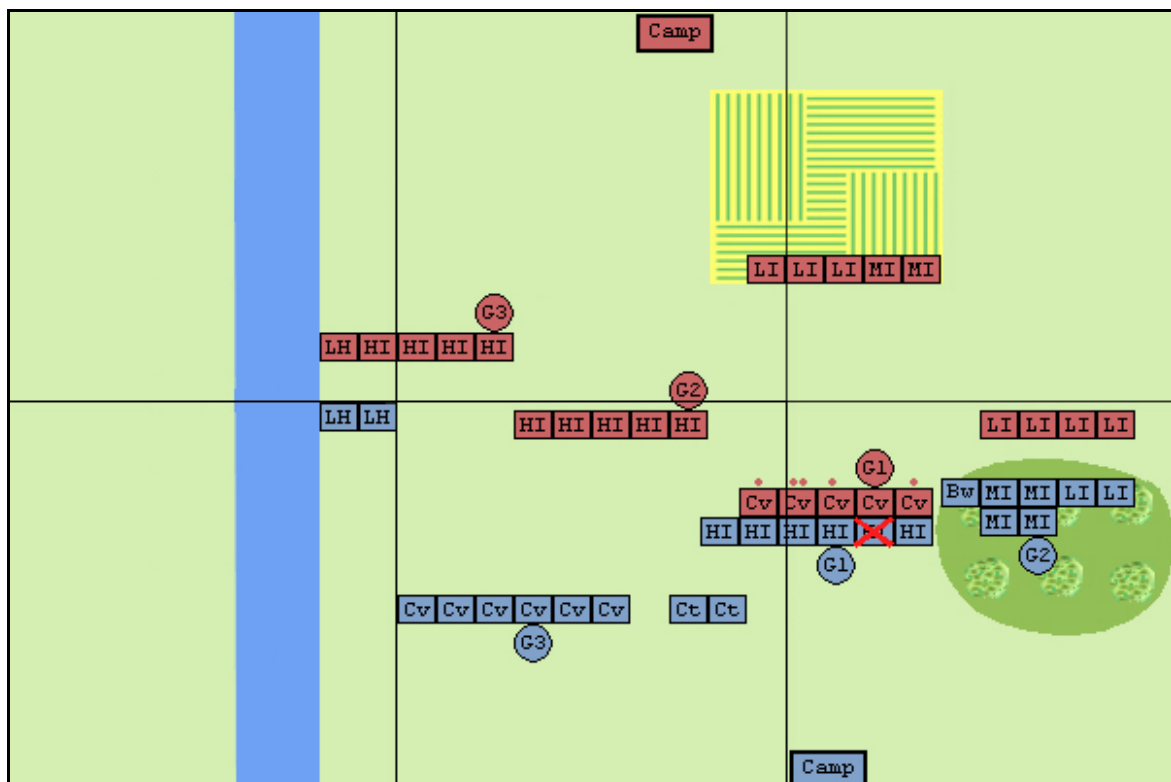 Camp
LI LI LI MI MI
G3
LH HI HI HI HI
G2
LH LH
HI HI HI HI HI
LI LI LI LI
G1
Cv Cv Cv Cv Cv
Bw MI MI LI LI
HI HI HI HI HI
MI MI
G1
G2
Cv Cv Cv Cv Cv Cv Ct Ct
G3
Camp